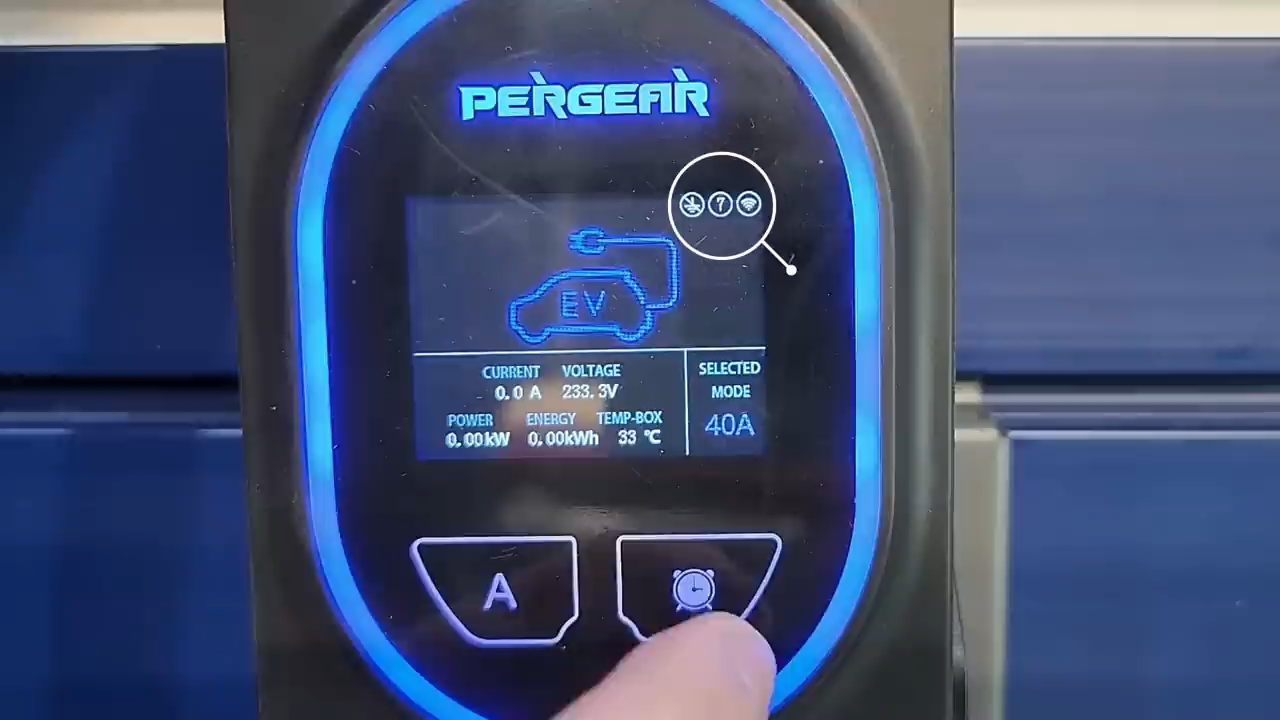 PERGEAR
?
EV
CURRENT VOLTAGE
0.0 A 233.3V
POWER ENERGY TEMP-BOX
0.00kW 0.00kWh 33 ℃
SELECTED
MODE
40A
A